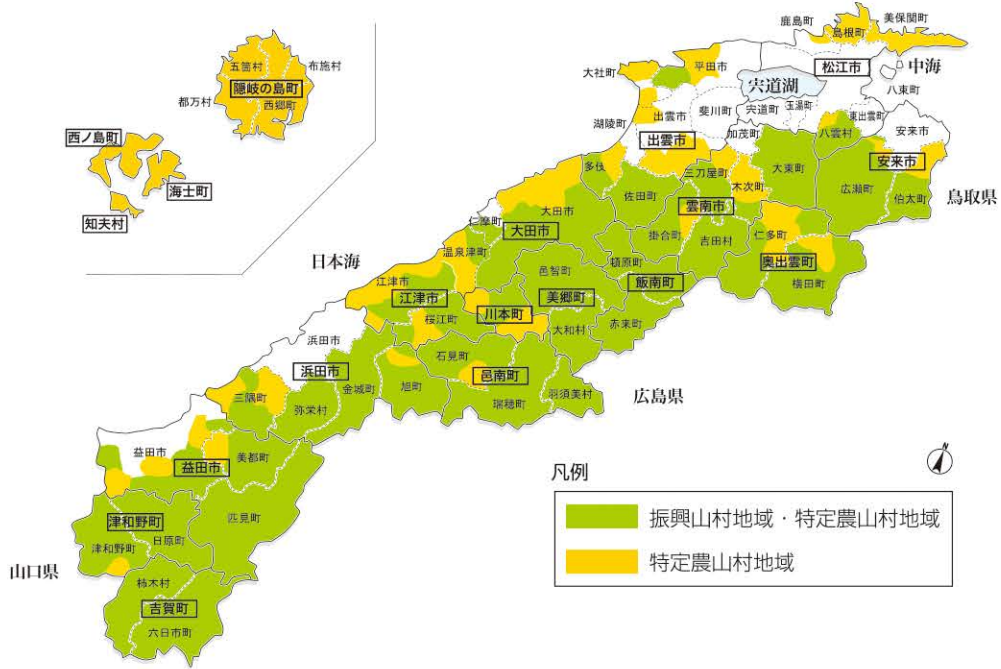 五箇村
布施村
隠岐の島町
都万村
西郷町
西ノ島町
海士町
知夫村
鹿島町
島根町
美保関町
平田市
松江市
中海
大社町
宍道湖
八束町
湖陵町
出雲市
斐川町
宍道町
玉湯町
東出雲町
出雲市
加茂町
八雲村
安来市
安来市
多伎
三刀屋町
大東町
佐田町
木次町
広瀬町
伯太町
鳥取県
雲南市
大田市
仁摩町
大田市
掛合町
吉田村
仁多町
日本海
温泉津町
邑智町
頓原町
奥出雲町
飯南町
横田町
江津市
江津市
美郷町
川本町
桜江町
大和村
赤来町
浜田市
石見町
浜田市
金城町
旭町
邑南町
羽須美村
広島県
三隅町
弥栄村
瑞穂町
益田市
益田市
美都町
凡例
振興山村地域・特定農山村地域
特定農山村地域
匹見町
津和野町
日原町
津和野町
山口県
柿木村
吉賀町
六日市町
N